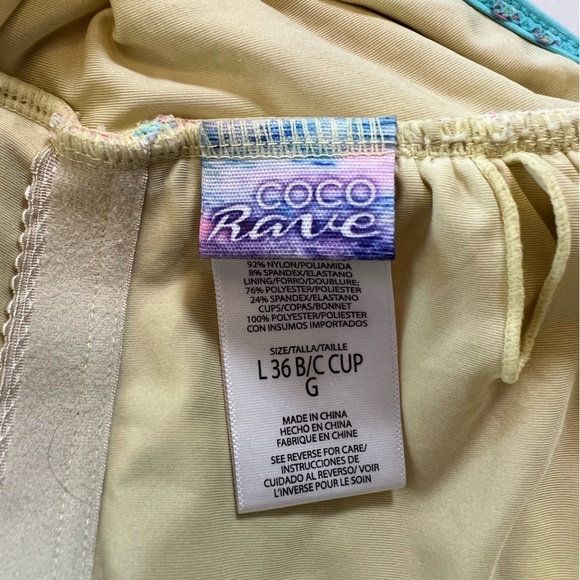 COCO
Rave
92% NYLON/POLIAMIDA
8% SPANDEX/ELASTANO
LINING/FORRO/DOUBLURE:
76% POLYESTER/POLIESTER
24% SPANDEX/ELASTANO
CUPS/COPAS/BONNET
100% POLYESTER/POLIESTER
CON INSUMOS IMPORTADOS
SIZE/TALLA/TAILLE
L 36 B/C CUP
G
MADE IN CHINA
HECHO EN CHINA
FABRIQUE EN CHINE
SEE REVERSE FOR CARE/
INSTRUCCIONES DE
CUIDADO AL REVERSO/ VOIR
L'INVERSE POUR LE SOIN